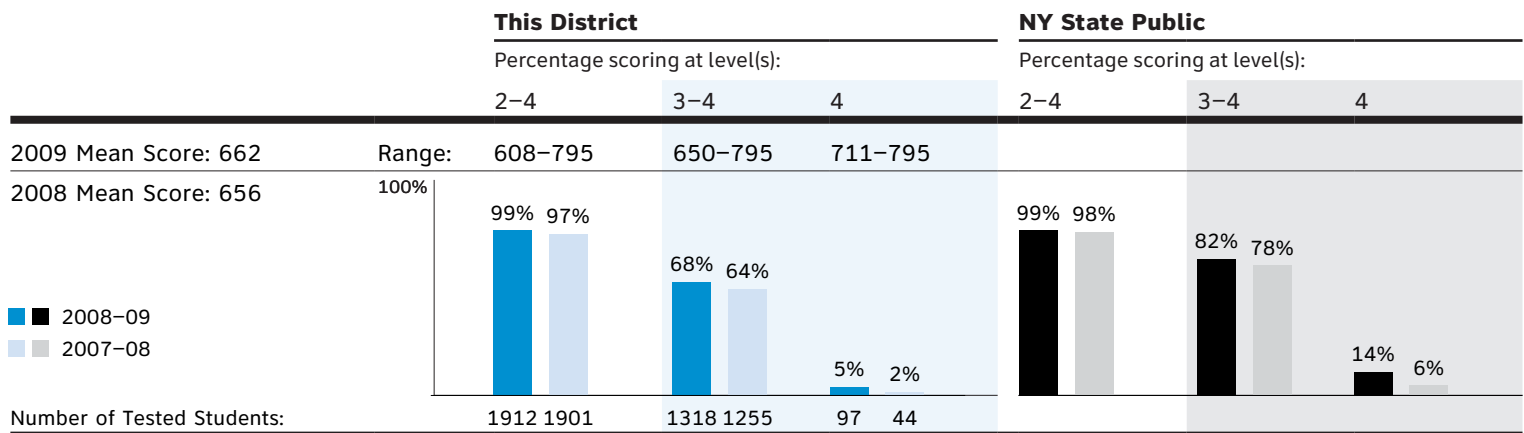 This District NY State Public
Percentage scoring at level(s): Percentage scoring at level(s):
2–4 3–4 4 2–4 3–4 4
2009 Mean Score: 662 Range: 608–795 650–795 711–795
2008 Mean Score: 656 100%
99% 97% 68% 64% 5% 2% 99% 98% 82% 78% 14% 6%
2008–09
2007–08
Number of Tested Students: 1912 1901 1318 1255 97 44